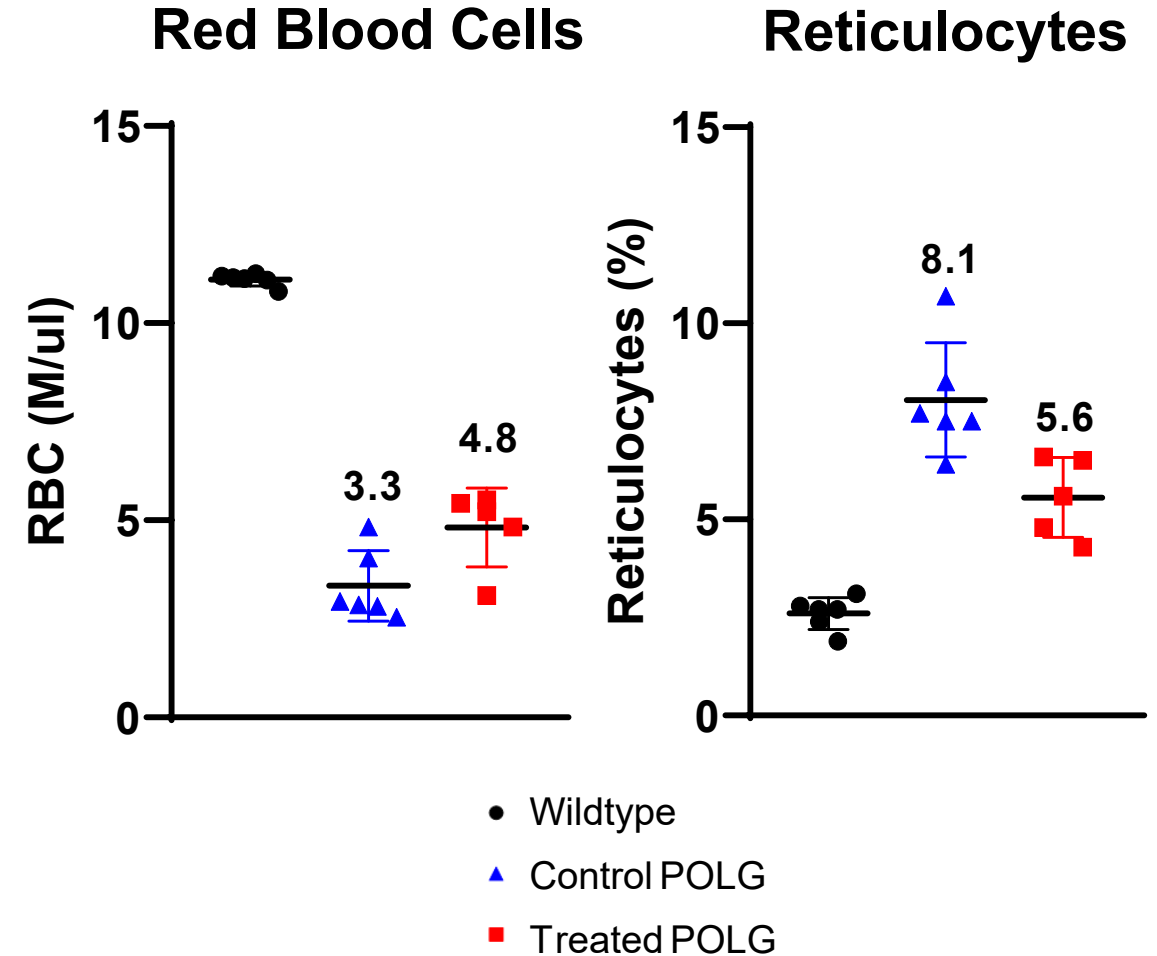 Red Blood Cells
RBC (M/ul)
15
10
5
0
3.3
4.8
Reticulocytes
Reticulocytes (%)
15
10
5
0
8.1
5.6
Wildtype
Control POLG
Treated POLG